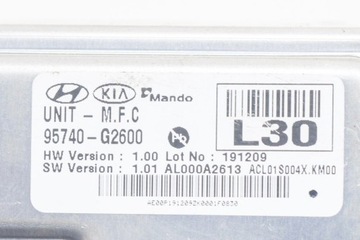 KIA Mando
UNIT - M.F.C
95740-G2600
L30
HW Version : 1.00 Lot No : 191209
SW Version : 1.01 AL000A2613 ACL01S004X.KM00